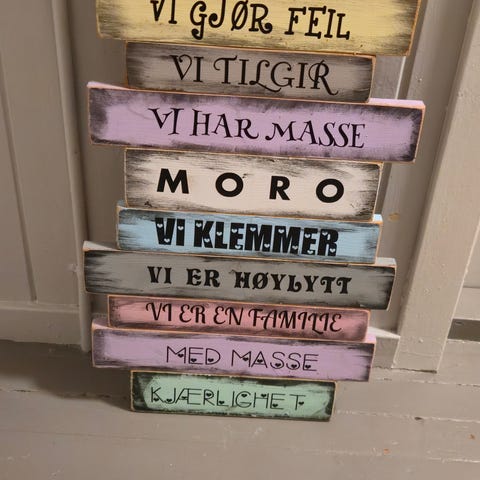 VI GJØR FEIL
VI TILGIR
VI HAR MASSE
MORO
VI KLEMMER
VI ER HØYLYTT
VI ER EN FAMILIE
MED MASSE
KJÆRLIGHET